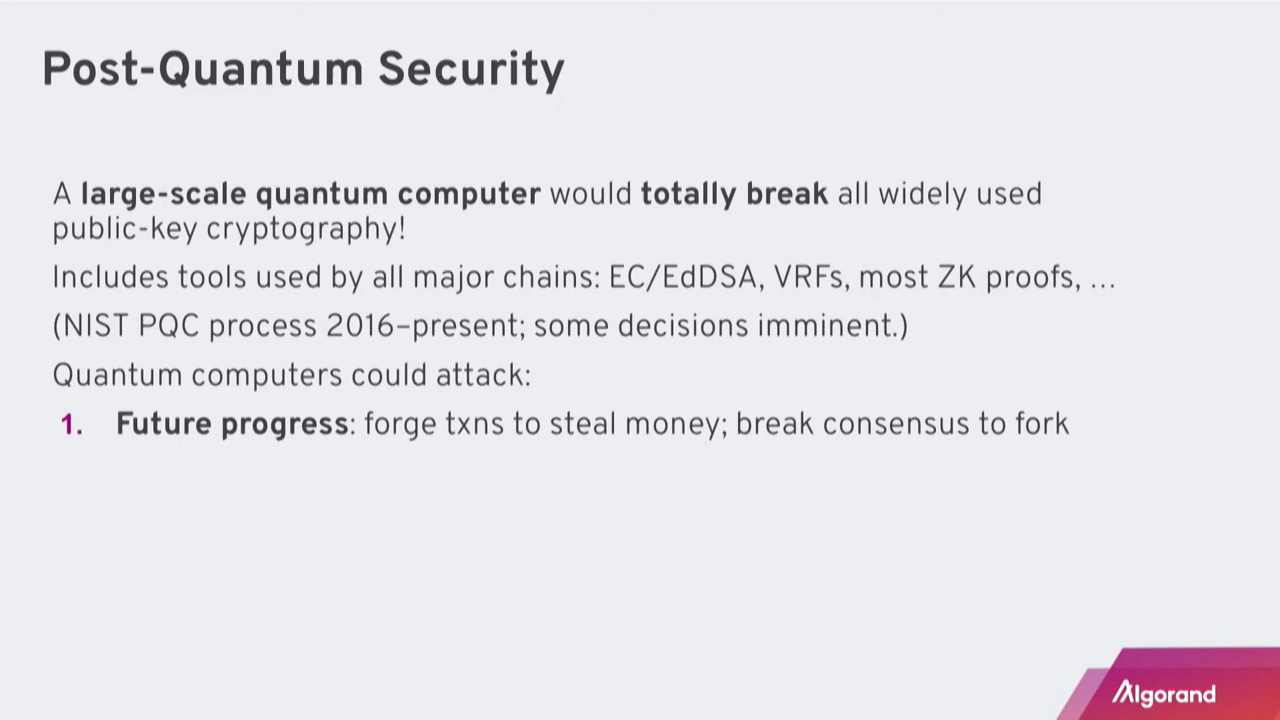 Post-Quantum Security
A large-scale quantum computer would totally break all widely used
public-key cryptography!
Includes tools used by all major chains: EC/EdDSA, VRFs, most ZK proofs, ...
(NIST PQC process 2016–present; some decisions imminent.)
Quantum computers could attack:
1. Future progress: forge txns to steal money; break consensus to fork
Algorand